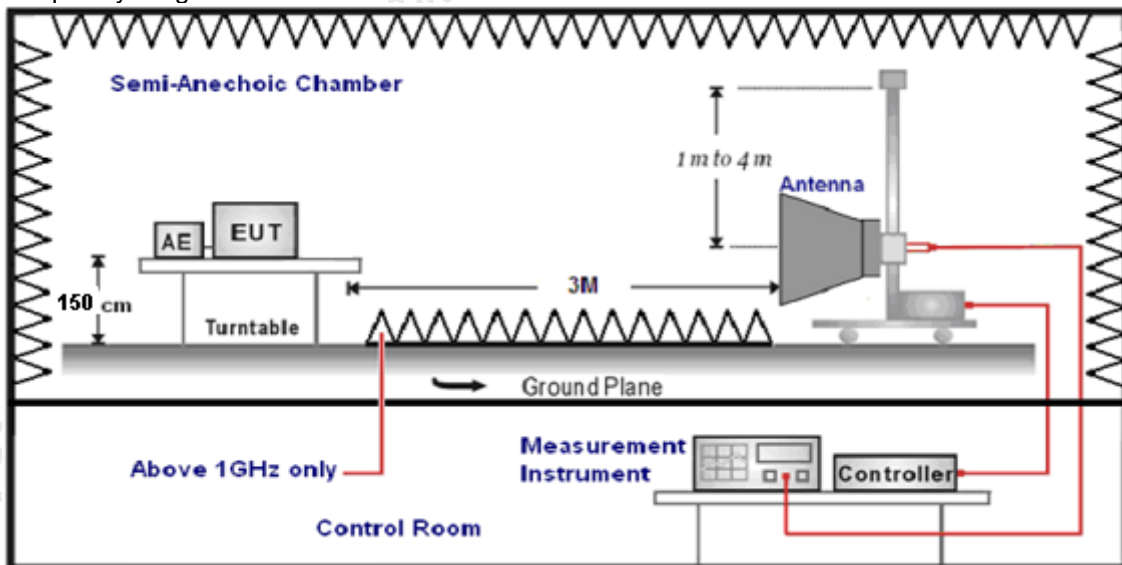 Semi-Anechoic Chamber
1 m to 4 m
Antenna
AE
EUT
3M
150 cm
Turntable
Ground Plane
Measurement
Instrument
Above 1GHz only
Controller
Control Room